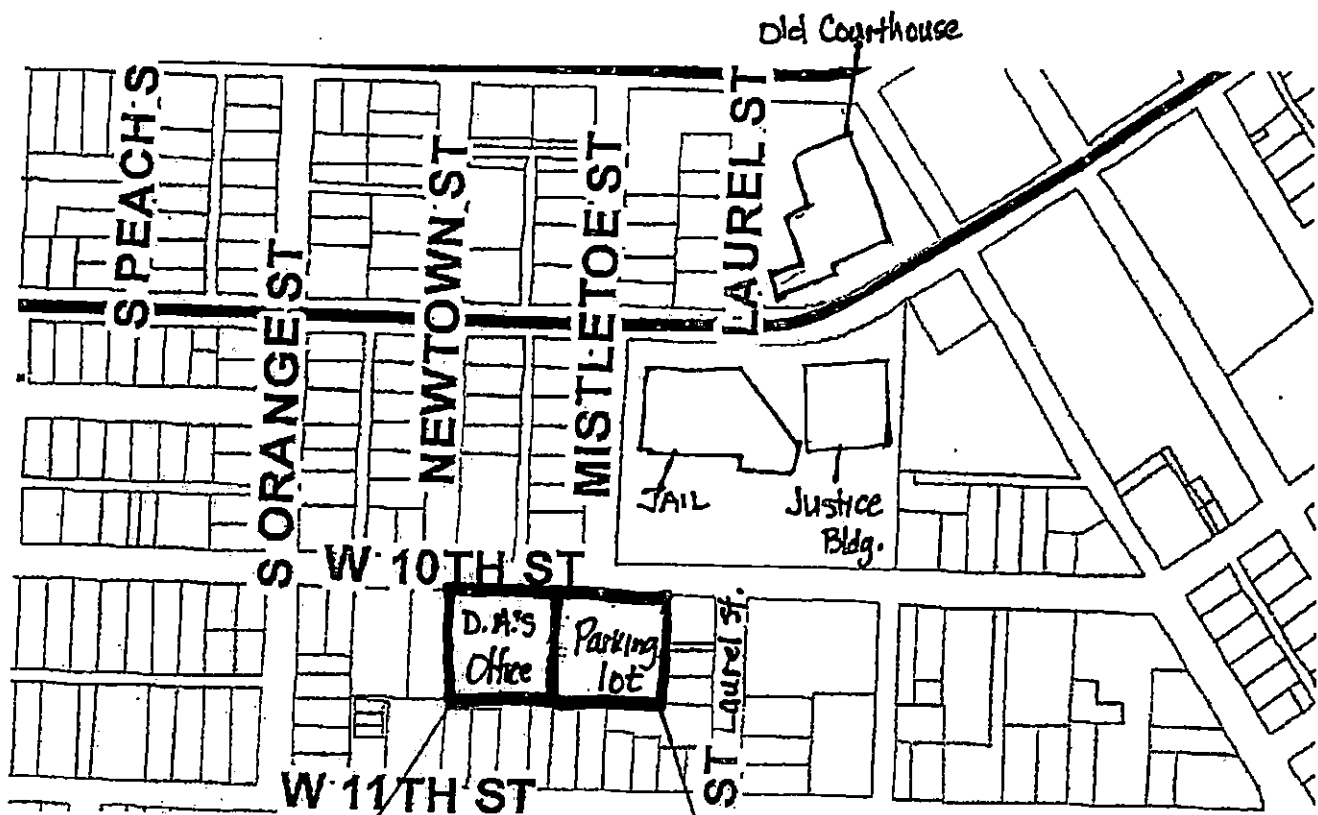 Old Courthouse
S PEACH S
S ORANGE ST
NEWTOWN ST
MISTLETOE ST
LAUREL ST
JAIL
Justice
Bldg.
W 10TH ST
D.A.'s
Office
Parking
lot
Laurel St.
ST
W 11TH ST